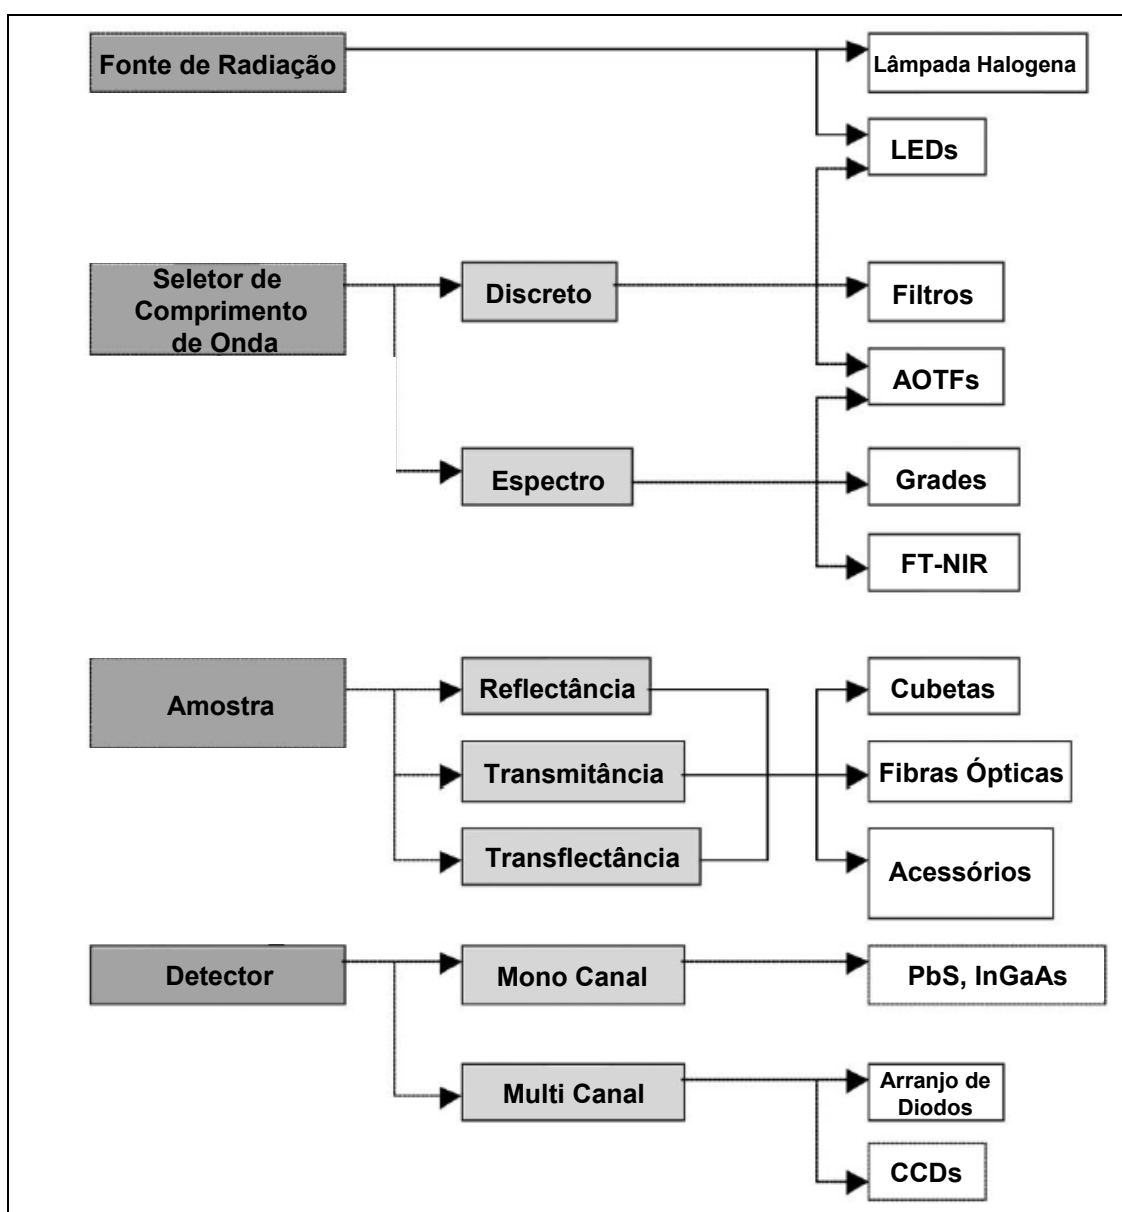 Fonte de Radiação
Lâmpada Halogena
LEDs
Seletor de
Comprimento
de Onda
Discreto
Filtros
AOTFs
Espectro
Grades
FT-NIR
Amostra
Reflectância
Cubetas
Transmitância
Fibras Ópticas
Transflectância
Acessórios
Detector
Mono Canal
PbS, InGaAs
Multi Canal
Arranjo de
Diodos
CCDs